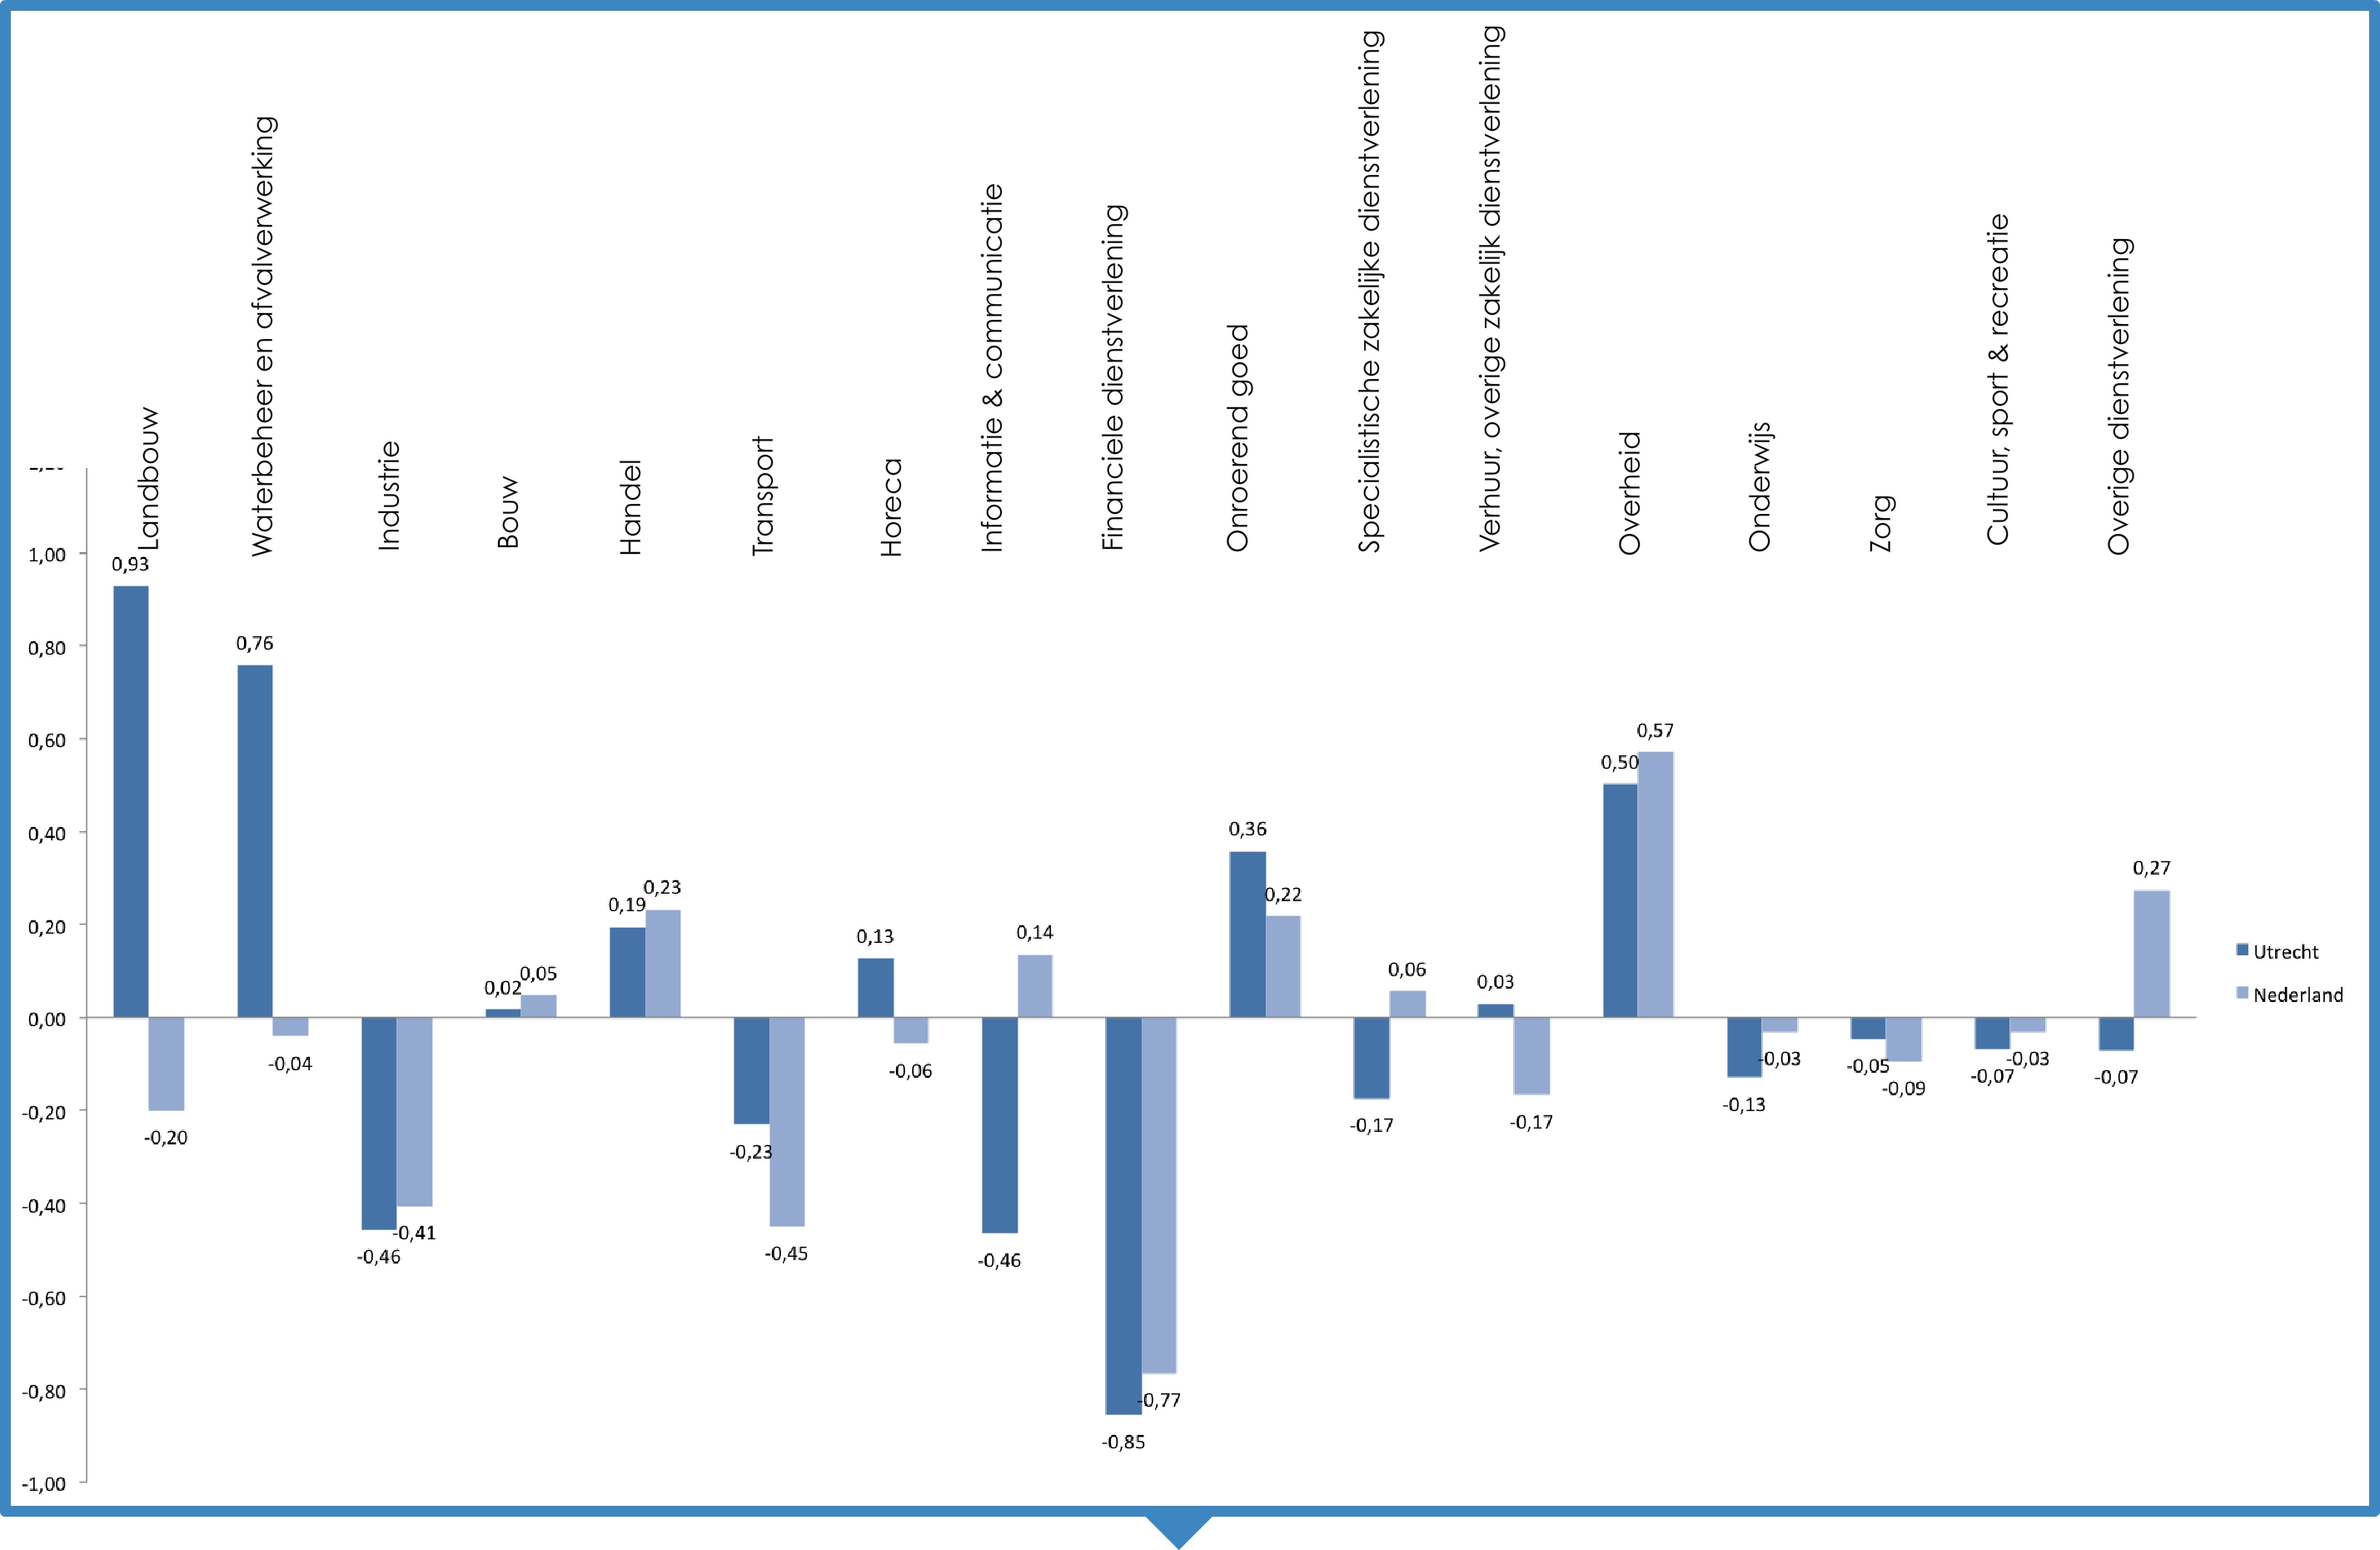 Landbouw
Waterbeheer en afvalverwerking
Industrie
Bouw
Handel
Transport
Horeca
Informatie & communicatie
Financiele dienstverlening
Onroerend goed
Specialistische zakelijke dienstverlening
Verhuur, overige zakelijk dienstverlening
Overheid
Onderwijs
Zorg
Cultuur, sport & recreatie
Overige dienstverlening
1,00
0,80
0,60
0,40
0,20
0,00
-0,20
-0,40
-0,60
-0,80
-1,00
0,93
-0,20
0,76
-0,04
-0,46
-0,41
0,02
0,05
0,19
0,23
-0,23
-0,45
0,13
-0,06
-0,46
0,14
-0,85
-0,77
0,36
0,22
-0,17
0,06
0,03
-0,17
0,50
0,57
-0,13
-0,03
-0,05
-0,09
-0,07
-0,03
-0,07
0,27
Utrecht
Nederland